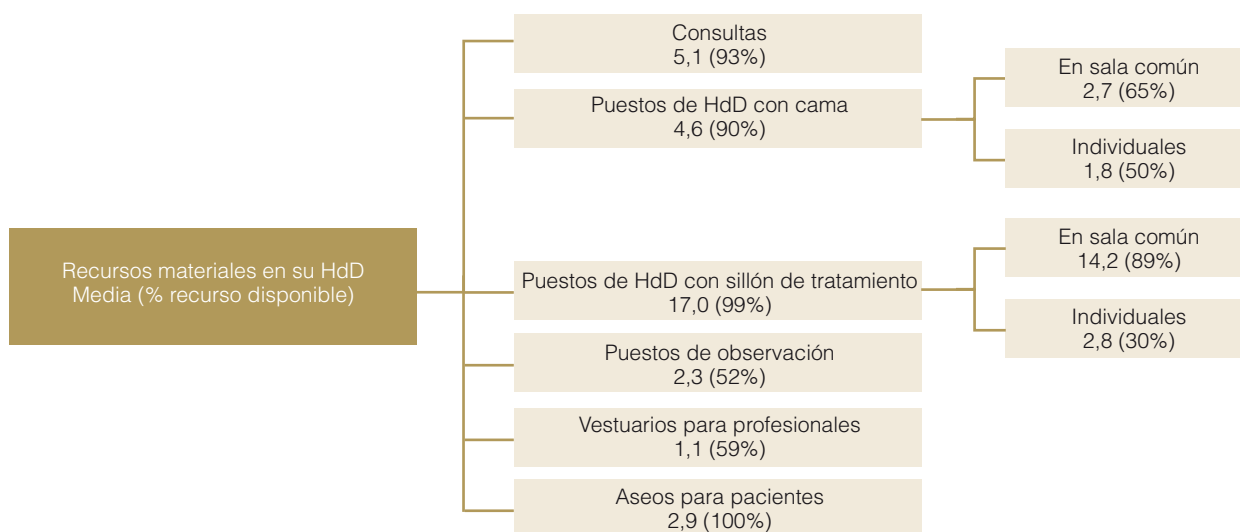 Recursos materiales en su HdD
Media (% recurso disponible)
Consultas
5,1 (93%)
Puestos de HdD con cama
4,6 (90%)
En sala común
2,7 (65%)
Individuales
1,8 (50%)
Puestos de HdD con sillón de tratamiento
17,0 (99%)
En sala común
14,2 (89%)
Individuales
2,8 (30%)
Puestos de observación
2,3 (52%)
Vestuarios para profesionales
1,1 (59%)
Aseos para pacientes
2,9 (100%)